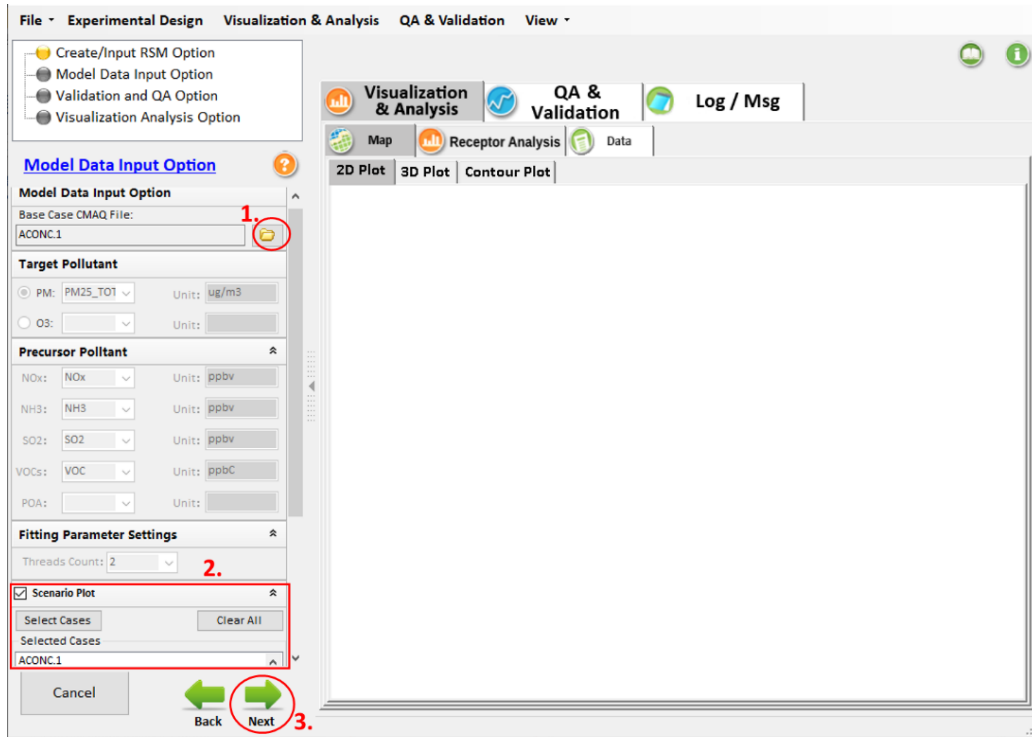 File Experimental Design Visualization & Analysis QA & Validation View
Create/Input RSM Option
Model Data Input Option
Validation and QA Option
Visualization Analysis Option
Model Data Input Option
Model Data Input Option
Base Case CMAQ File:
1.
ACONC.1
Target Pollutant
PM: PM25_TOT Unit: ug/m3
O3: Unit:
Precursor Polltant
NOx: NOx Unit: ppbv
NH3: NH3 Unit: ppbv
SO2: SO2 Unit: ppbv
VOCs: VOC Unit: ppbC
POA: Unit:
Fitting Parameter Settings
Threads Count: 2
2.
Scenario Plot
Select Cases Clear All
Selected Cases
ACONC.1
Cancel
Back Next
3.
Visualization & Analysis
QA & Validation
Log / Msg
Map Receptor Analysis Data
2D Plot 3D Plot Contour Plot